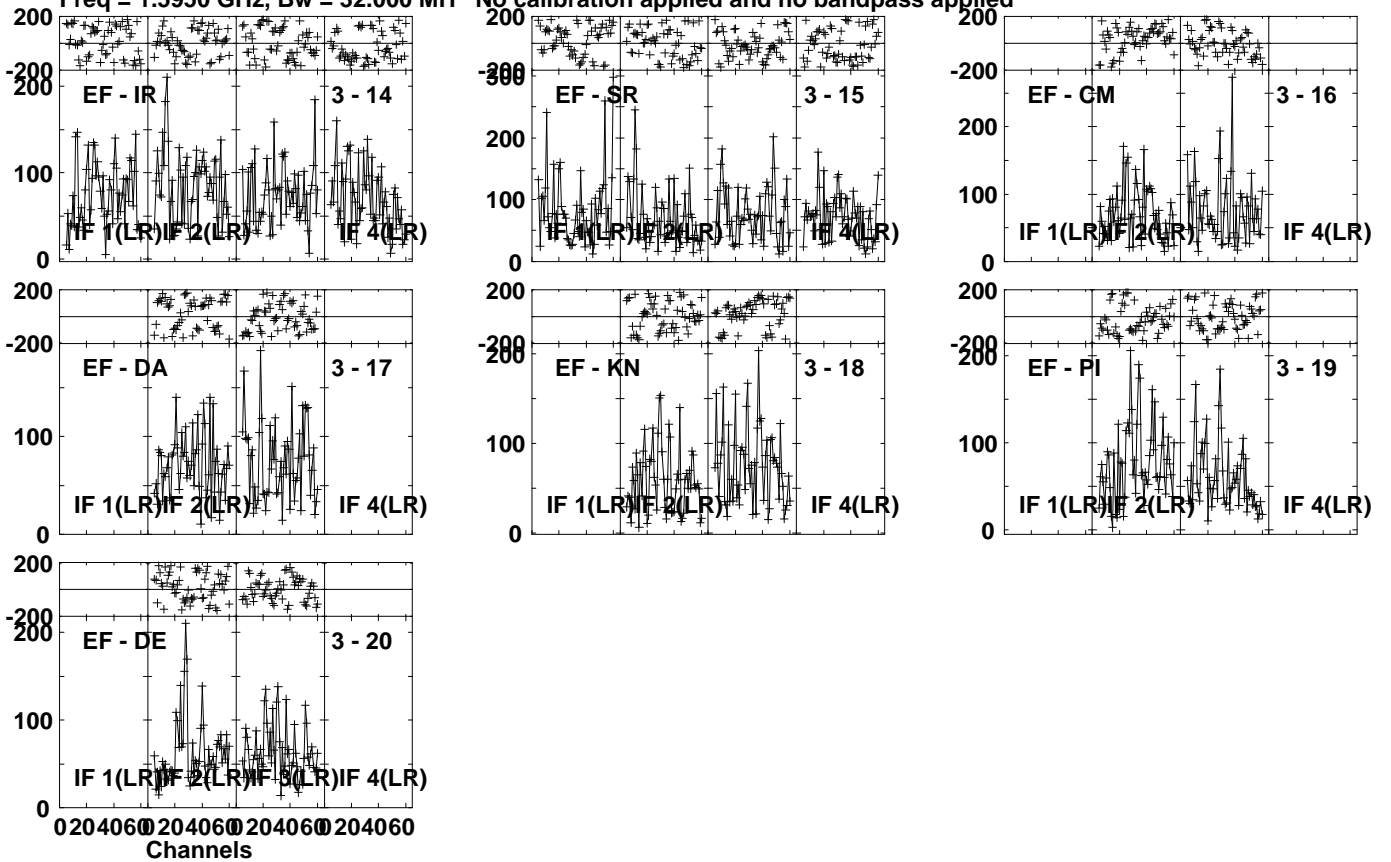 Freq = 1.5950 GHz, Bw = 32.000 MH No calibration applied and no bandpass applied
200
-200
200
100
0
EF - IR
3 - 14
IF 1(LR)
IF 2(LR)
IF 4(LR)
200
-200
300
200
100
0
EF - SR
3 - 15
IF 1(LR)
IF 2(LR)
IF 4(LR)
200
-200
200
100
0
EF - CM
3 - 16
IF 1(LR)
IF 2(LR)
IF 4(LR)
200
-200
100
0
EF - DA
3 - 17
IF 1(LR)
IF 2(LR)
IF 4(LR)
200
-200
200
100
0
EF - KN
3 - 18
IF 1(LR)
IF 2(LR)
IF 4(LR)
200
-200
200
100
0
EF - PI
3 - 19
IF 1(LR)
IF 2(LR)
IF 4(LR)
200
-200
200
100
0
EF - DE
3 - 20
IF 1(LR)
IF 2(LR)
IF 3(LR)
IF 4(LR)
0 20 40 60 0 20 40 60 0 20 40 60 0 20 40 60
Channels